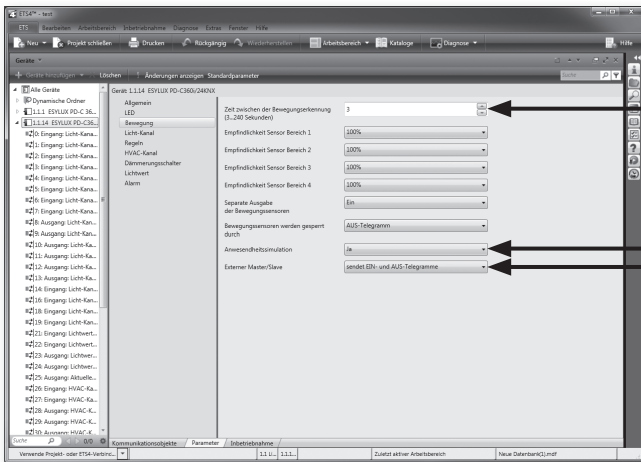 ETS4™ - test
ETS Bearbeiten Arbeitsbereich Inbetriebnahme Diagnose Extras Fenster Hilfe
Neu Projekt schließen Drucken Rückgängig Wiederherstellen Arbeitsbereich Kataloge Diagnose Hilfe
Geräte
Geräte hinzufügen Löschen Änderungen anzeigen Standardparameter Suche
Alle Geräte
Dynamische Ordner
1.1.1 ESYLUX PD-C 36...
1.1.14 ESYLUX PD-C36...
0: Eingang: Licht-Kana...
1: Eingang: Licht-Kana...
2: Eingang: Licht-Kana...
3: Eingang: Licht-Kana...
4: Eingang: Licht-Kana...
5: Eingang: Licht-Kana...
6: Eingang: Licht-Kana...
7: Eingang: Licht-Kan...
8: Ausgang: Licht-Kan...
9: Ausgang: Licht-Kan...
10: Ausgang: Licht-Ka...
11: Ausgang: Licht-Ka...
12: Ausgang: Licht-Ka...
13: Ausgang: Licht-Ka...
14: Eingang: Licht-Kan...
16: Eingang: Licht-Kan...
18: Eingang: Licht-Kan...
19: Eingang: Licht-Kan...
21: Eingang: Lichtwert...
22: Eingang: Lichtwert...
23: Ausgang: Lichtwer...
24: Ausgang: Lichtwer...
25: Ausgang: Aktuelle...
26: Eingang: HVAC-Ka...
27: Eingang: HVAC-Ka...
28: Ausgang: HVAC-K...
29: Ausgang: HVAC-K...
30: Ausgang: HVAC-K...
Suche 0/0
Gerät: 1.1.14 ESYLUX PD-C360i/24KNX
Allgemein
LED
Bewegung
Licht-Kanal
Regeln
HVAC-Kanal
Dämmerungsschalter
Lichtwert
Alarm
Zeit zwischen der Bewegungserkennung
(3...240 Sekunden) 3
Empfindlichkeit Sensor Bereich 1 100%
Empfindlichkeit Sensor Bereich 2 100%
Empfindlichkeit Sensor Bereich 3 100%
Empfindlichkeit Sensor Bereich 4 100%
Separate Ausgabe
der Bewegungssensoren Ein
Bewegungssensoren werden gesperrt
durch AUS-Telegramm
Anwesendheitssimulation Ja
Externer Master/Slave sendet EIN- und AUS-Telegramme
Kommunikationsobjekte Parameter Inbetriebnahme
Verwende Projekt- oder ETS4-Verbind... 1.1 L/... 1.1.1... Zuletzt aktiver Arbeitsbereich Neue Datenbank(1).mdf